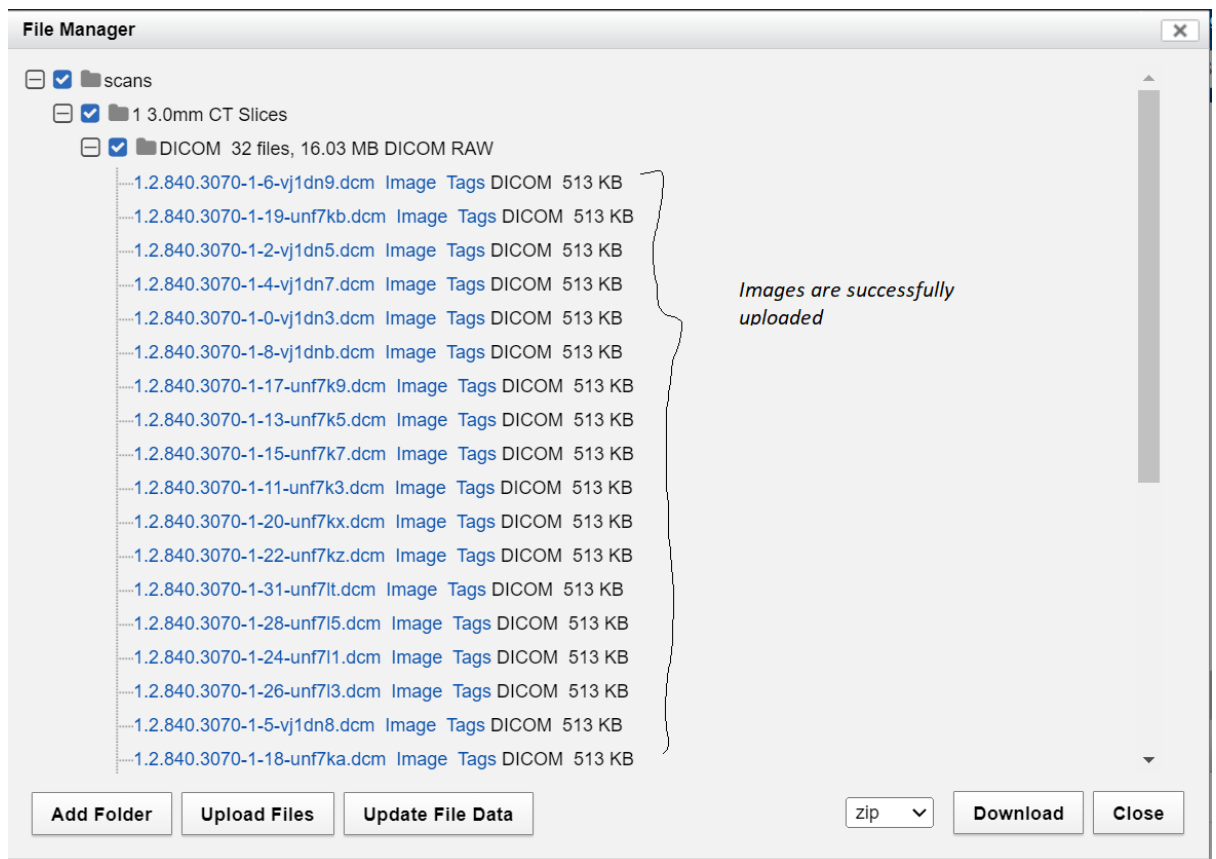 File Manager
scans
1 3.0mm CT Slices
DICOM 32 files, 16.03 MB DICOM RAW
1.2.840.3070-1-6-vj1dn9.dcm Image Tags DICOM 513 KB
1.2.840.3070-1-19-unf7kb.dcm Image Tags DICOM 513 KB
1.2.840.3070-1-2-vj1dn5.dcm Image Tags DICOM 513 KB
1.2.840.3070-1-4-vj1dn7.dcm Image Tags DICOM 513 KB
Images are successfully
uploaded
1.2.840.3070-1-0-vj1dn3.dcm Image Tags DICOM 513 KB
1.2.840.3070-1-8-vj1dnb.dcm Image Tags DICOM 513 KB
1.2.840.3070-1-17-unf7k9.dcm Image Tags DICOM 513 KB
1.2.840.3070-1-13-unf7k5.dcm Image Tags DICOM 513 KB
1.2.840.3070-1-15-unf7k7.dcm Image Tags DICOM 513 KB
1.2.840.3070-1-11-unf7k3.dcm Image Tags DICOM 513 KB
1.2.840.3070-1-20-unf7kx.dcm Image Tags DICOM 513 KB
1.2.840.3070-1-22-unf7kz.dcm Image Tags DICOM 513 KB
1.2.840.3070-1-31-unf7lt.dcm Image Tags DICOM 513 KB
1.2.840.3070-1-28-unf7l5.dcm Image Tags DICOM 513 KB
1.2.840.3070-1-24-unf7l1.dcm Image Tags DICOM 513 KB
1.2.840.3070-1-26-unf7l3.dcm Image Tags DICOM 513 KB
1.2.840.3070-1-5-vj1dn8.dcm Image Tags DICOM 513 KB
1.2.840.3070-1-18-unf7ka.dcm Image Tags DICOM 513 KB
Add Folder Upload Files Update File Data zip Download Close